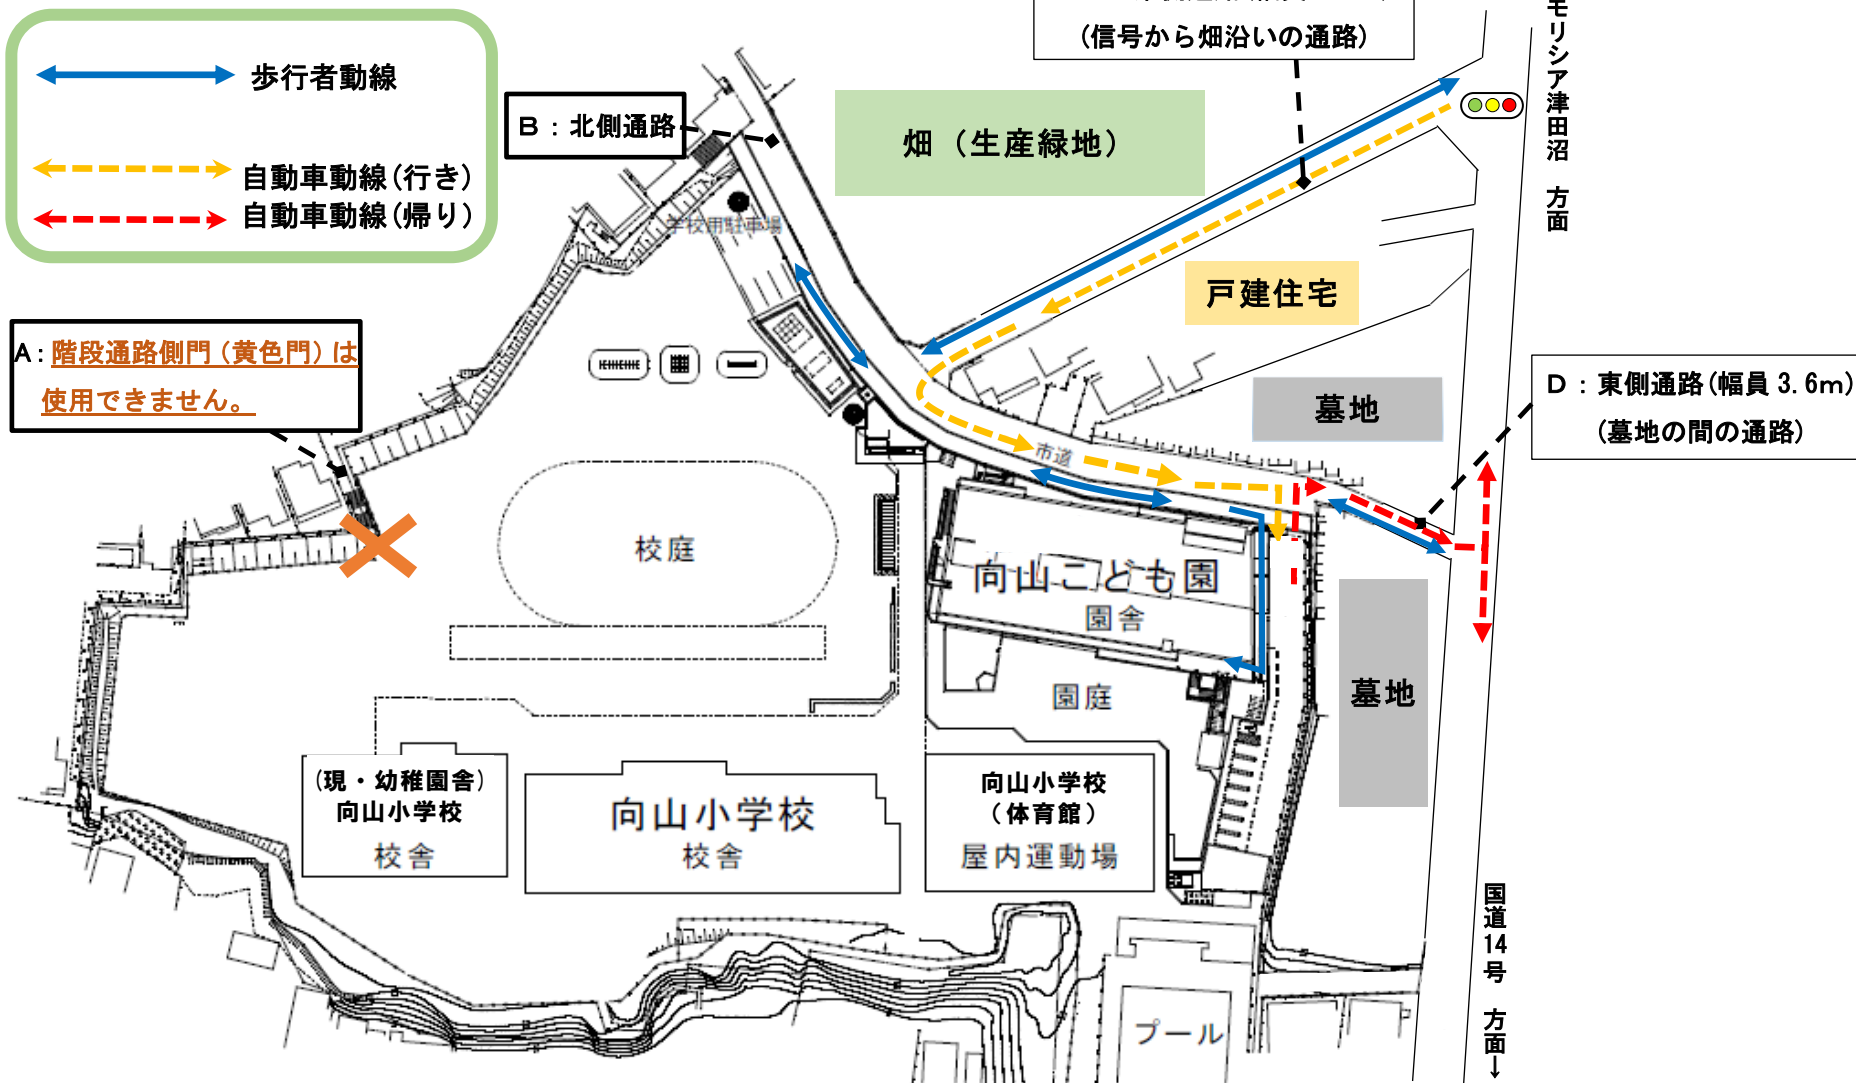 歩行者動線
自動車動線(行き)
自動車動線(帰り)
(信号から畑沿いの通路)
モリシア津田沼 方面
B：北側通路
畑（生産緑地）
学校用駐車場
戸建住宅
A：階段通路側門(黄色門)は
使用できません。
D：東側通路(幅員 3.6m)
(墓地の間の通路)
墓地
市道
校庭
向山こども園
園舎
園庭
墓地
(現・幼稚園舎)
向山小学校
校舎
向山小学校
校舎
向山小学校
（体育館）
屋内運動場
プール
国道14号 方面→